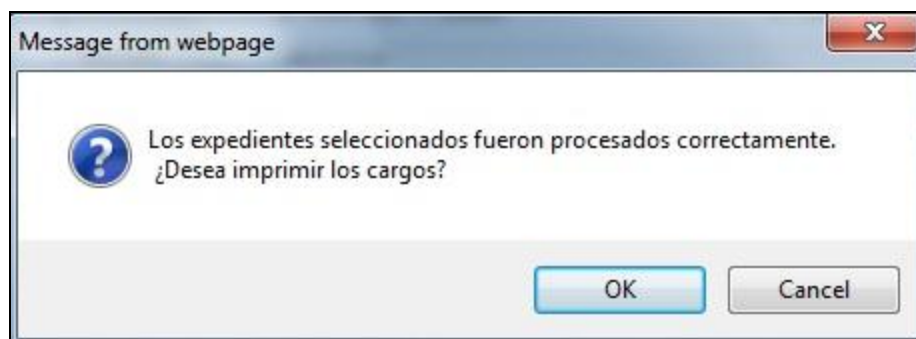 Message from webpage
Los expedientes seleccionados fueron procesados correctamente.
¿Desea imprimir los cargos?
OK
Cancel